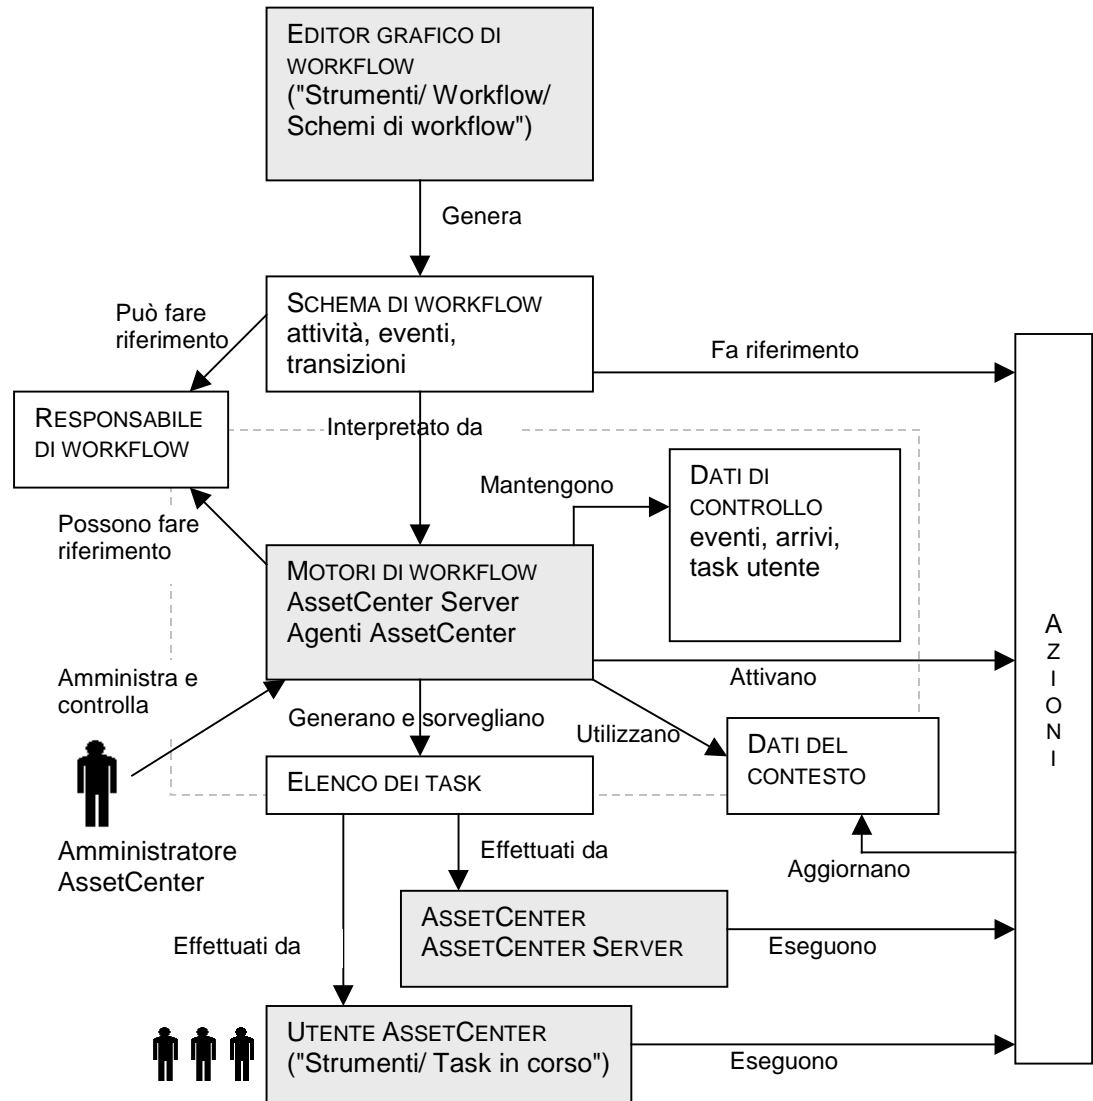 EDITOR GRAFICO DI
WORKFLOW
("Strumenti/ Workflow/
Schemi di workflow")
Genera
SCHEMA DI WORKFLOW
attività, eventi,
transizioni
Può fare
riferimento
Fa riferimento
RESPONSABILE
DI WORKFLOW
Interpretato da
Mantengono
DATI DI
CONTROLLO
eventi, arrivi,
task utente
Possono fare
riferimento
MOTORI DI WORKFLOW
AssetCenter Server
Agenti AssetCenter
A
Z
I
O
N
I
Attivano
Amministra e
controlla
Generano e sorvegliano
Utilizzano
DATI DEL
CONTESTO
ELENCO DEI TASK
Amministratore
AssetCenter
Effettuati da
Aggiornano
ASSETCENTER
ASSETCENTER SERVER
Effettuati da
Eseguono
UTENTE ASSETCENTER
("Strumenti/ Task in corso")
Eseguono